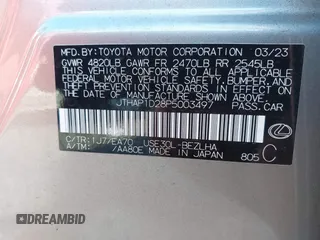 MFD.BY:TOYOTA MOTOR CORPORATION 03/23
GVWR 4820LB GAWR FR 2470LB RR 2545LB
THIS VEHICLE CONFORMS TO ALL APPLICABLE
FEDERAL MOTOR VEHICLE SAFETY, BUMPER, AND
THEFT PREVENTION STANDARDS IN EFFECT ON
THE DATE OF MANUFACTURE SHOWN ABOVE.
JTHAP1D28P5003497 PASS.CAR
C/TR:1J7/EA70 USE30L-BEZLHA
A/TM: /AA80E MADE IN JAPAN 805 C
DREAMBID